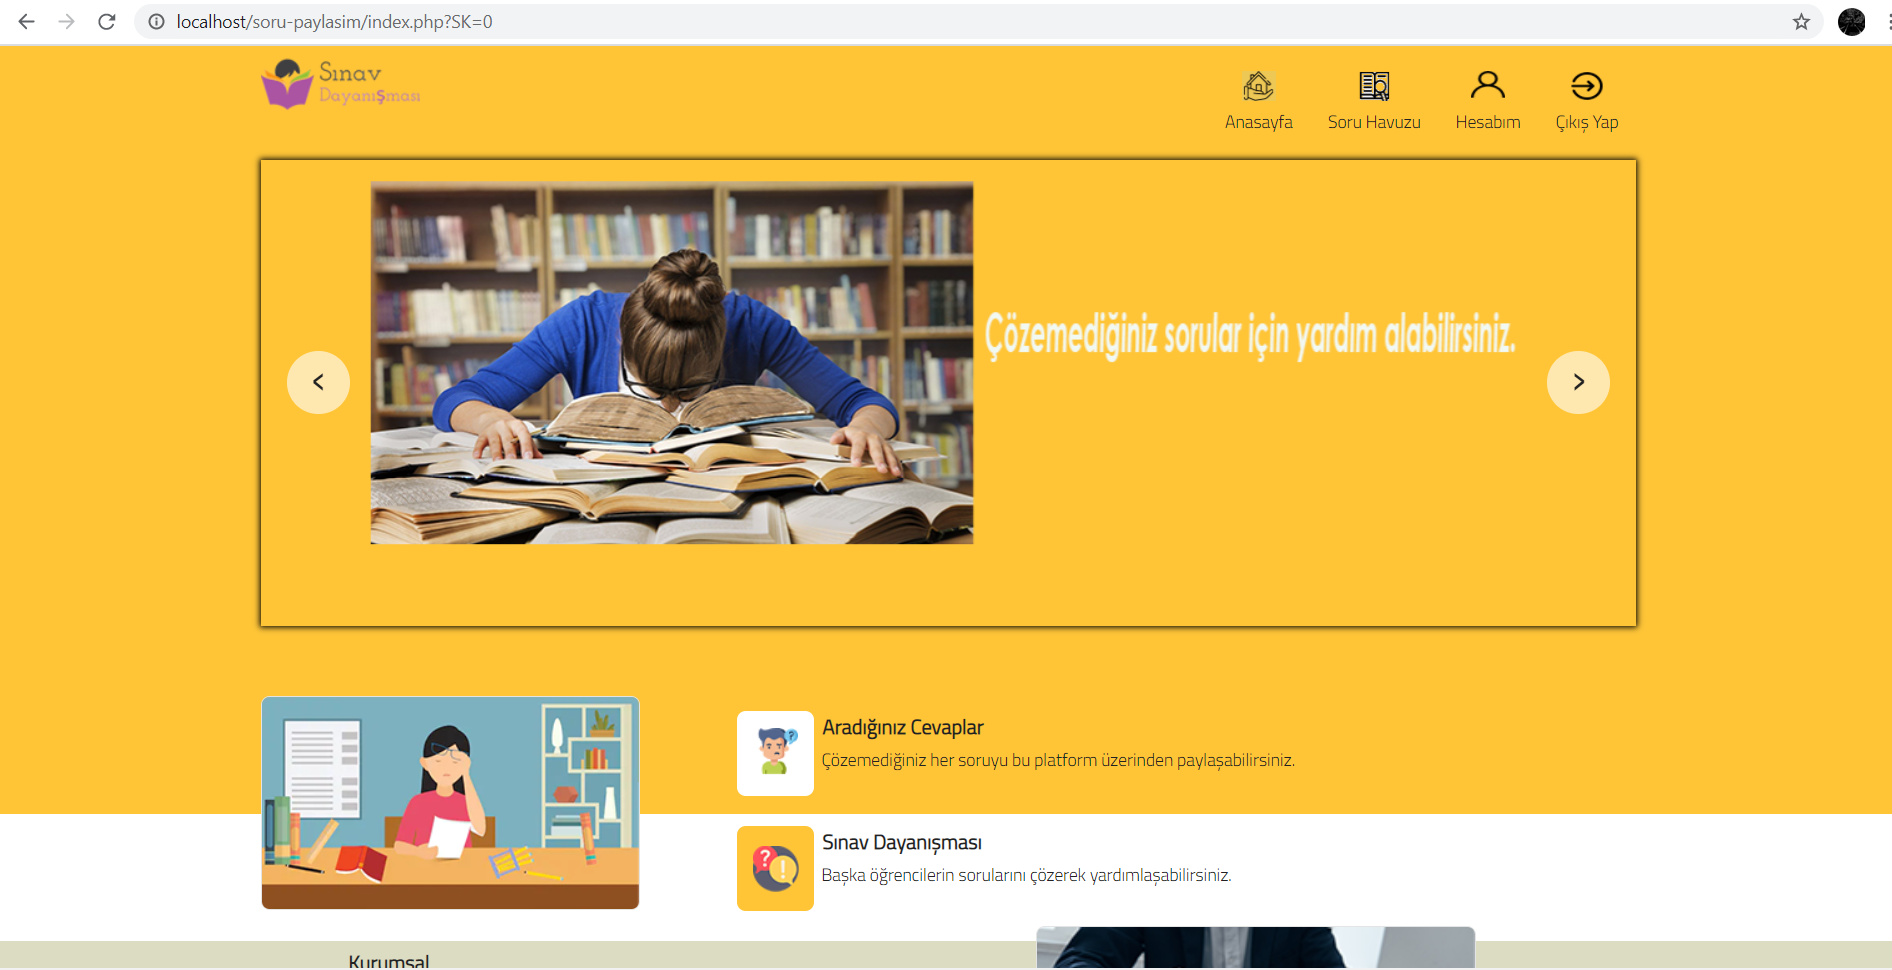 localhost/soru-paylasim/index.php?SK=0
Sınav
Dayanışması
Anasayfa
Soru Havuzu
Hesabım
Çıkış Yap
Çözemediğiniz sorular için yardım alabilirsiniz.
Aradığınız Cevaplar
Çözemediğiniz her soruyu bu platform üzerinden paylaşabilirsiniz.
Sınav Dayanışması
Başka öğrencilerin sorularını çözerek yardımlaşabilirsiniz.
Kurumsal